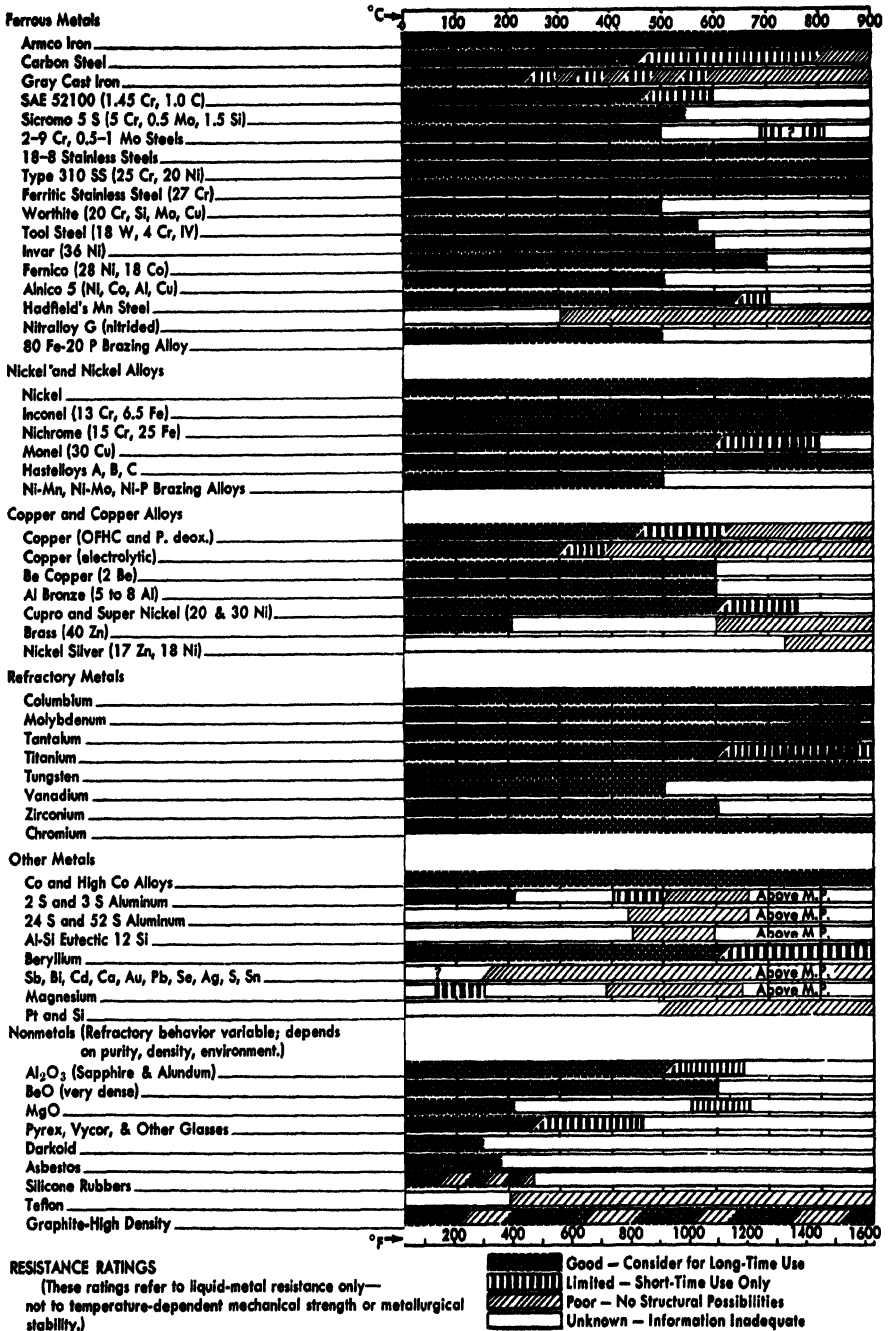 °C→ 0 100 200 300 400 500 600 700 800 900
Ferrous Metals
Armco Iron
Carbon Steel
Gray Cast Iron
SAE 52100 (1.45 Cr, 1.0 C)
Sicromo 5 S (5 Cr, 0.5 Mo, 1.5 Si)
2–9 Cr, 0.5–1 Mo Steels
?
18–8 Stainless Steels
Type 310 SS (25 Cr, 20 Ni)
Ferritic Stainless Steel (27 Cr)
Worthite (20 Cr, Si, Mo, Cu)
Tool Steel (18 W, 4 Cr, IV)
Invar (36 Ni)
Fernico (28 Ni, 18 Co)
Alnico 5 (Ni, Co, Al, Cu)
Hadfield's Mn Steel
Nitralloy G (nitrided)
80 Fe-20 P Brazing Alloy
Nickel and Nickel Alloys
Nickel
Inconel (13 Cr, 6.5 Fe)
Nichrome (15 Cr, 25 Fe)
Monel (30 Cu)
Hastelloys A, B, C
Ni-Mn, Ni-Mo, Ni-P Brazing Alloys
Copper and Copper Alloys
Copper (OFHC and P. deox.)
Copper (electrolytic)
Be Copper (2 Be)
Al Bronze (5 to 8 Al)
Cupro and Super Nickel (20 & 30 Ni)
Brass (40 Zn)
Nickel Silver (17 Zn, 18 Ni)
Refractory Metals
Columbium
Molybdenum
Tantalum
Titanium
Tungsten
Vanadium
Zirconium
Chromium
Other Metals
Co and High Co Alloys
2 S and 3 S Aluminum Above M.P.
24 S and 52 S Aluminum Above M.P.
Al-Si Eutectic 12 Si Above M.P.
Beryllium
Sb, Bi, Cd, Ca, Au, Pb, Se, Ag, S, Sn ? Above M.P.
Magnesium Above M.P.
Pt and Si
Nonmetals (Refractory behavior variable; depends
on purity, density, environment.)
Al₂O₃ (Sapphire & Alundum)
BeO (very dense)
MgO
Pyrex, Vycor, & Other Glasses
Darkoid
Asbestos
Silicone Rubbers
Teflon
Graphite-High Density
°F→ 200 400 600 800 1000 1200 1400 1600
RESISTANCE RATINGS
(These ratings refer to liquid-metal resistance only—
not to temperature-dependent mechanical strength or metallurgical
stability.)
Good – Consider for Long-Time Use
Limited – Short-Time Use Only
Poor – No Structural Possibilities
Unknown – Information Inadequate